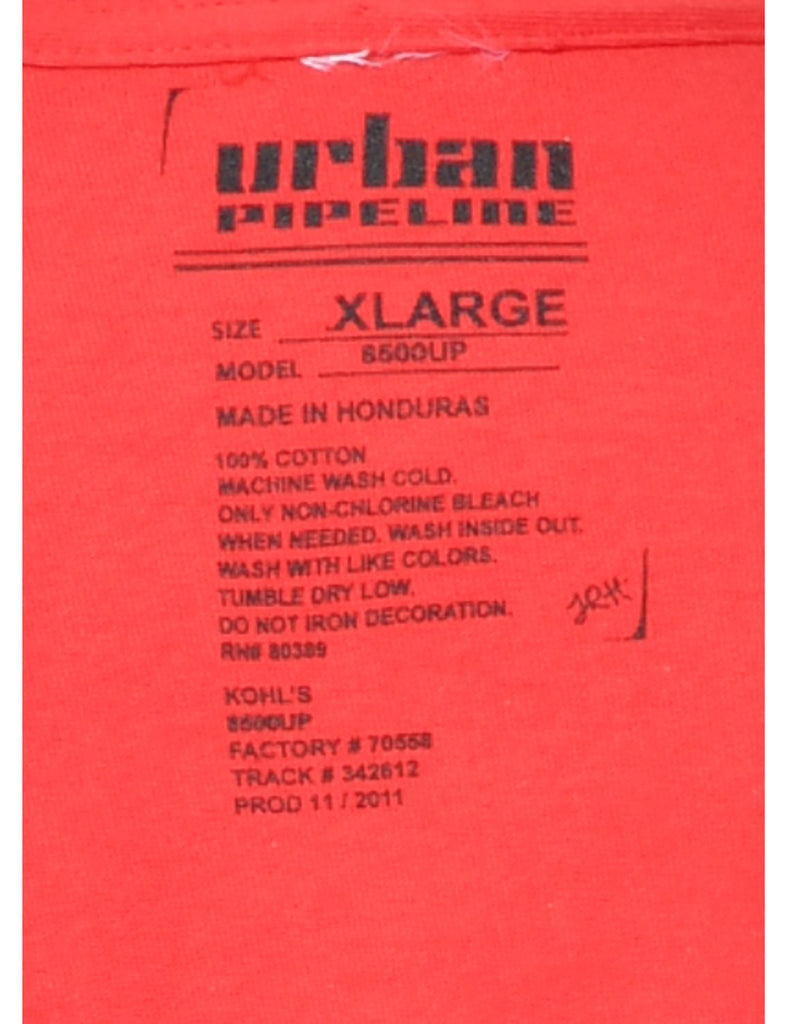 urban
PIPELINE
SIZE XLARGE
MODEL 8500UP
MADE IN HONDURAS
100% COTTON
MACHINE WASH COLD.
ONLY NON-CHLORINE BLEACH
WHEN NEEDED. WASH INSIDE OUT.
WASH WITH LIKE COLORS.
TUMBLE DRY LOW.
DO NOT IRON DECORATION.
JRH
RN# 80389
KOHL'S
8500UP
FACTORY # 70558
TRACK # 342612
PROD 11 / 2011